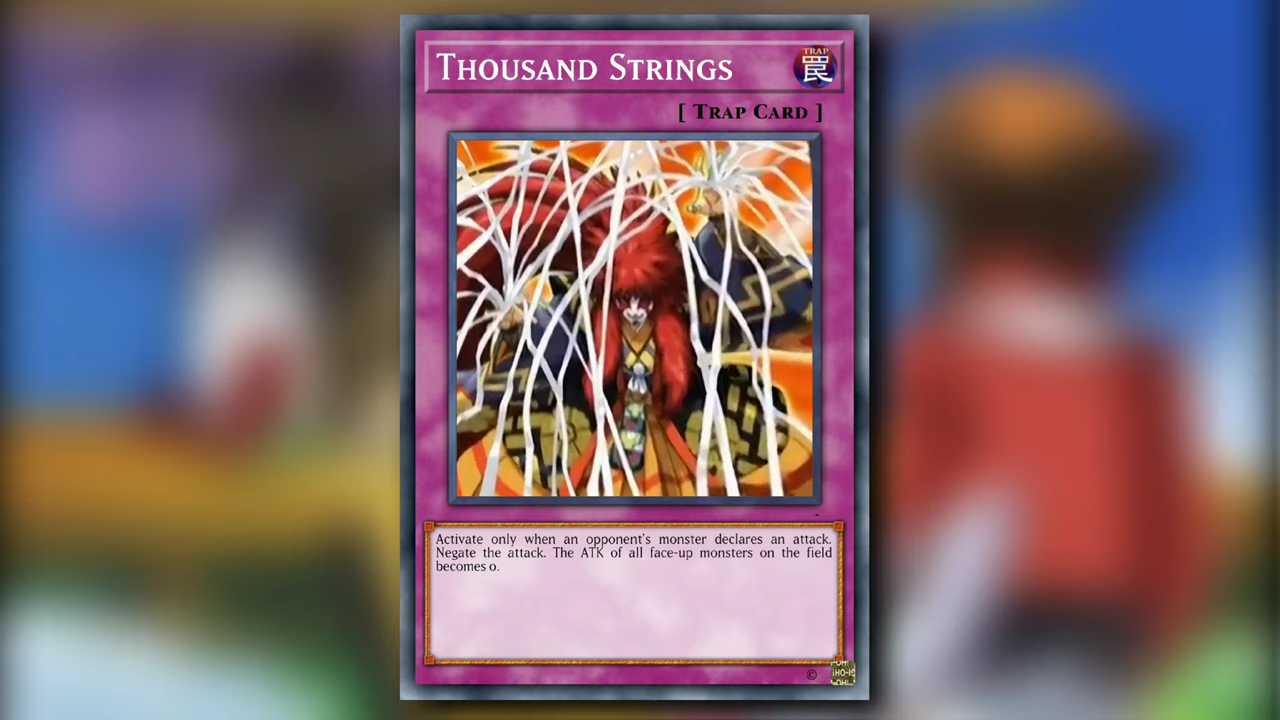 Thousand Strings
TRAP
罠
[ Trap Card ]
-
Activate only when an opponent's monster declares an attack.
Negate the attack. The ATK of all face-up monsters on the field
becomes 0.
©